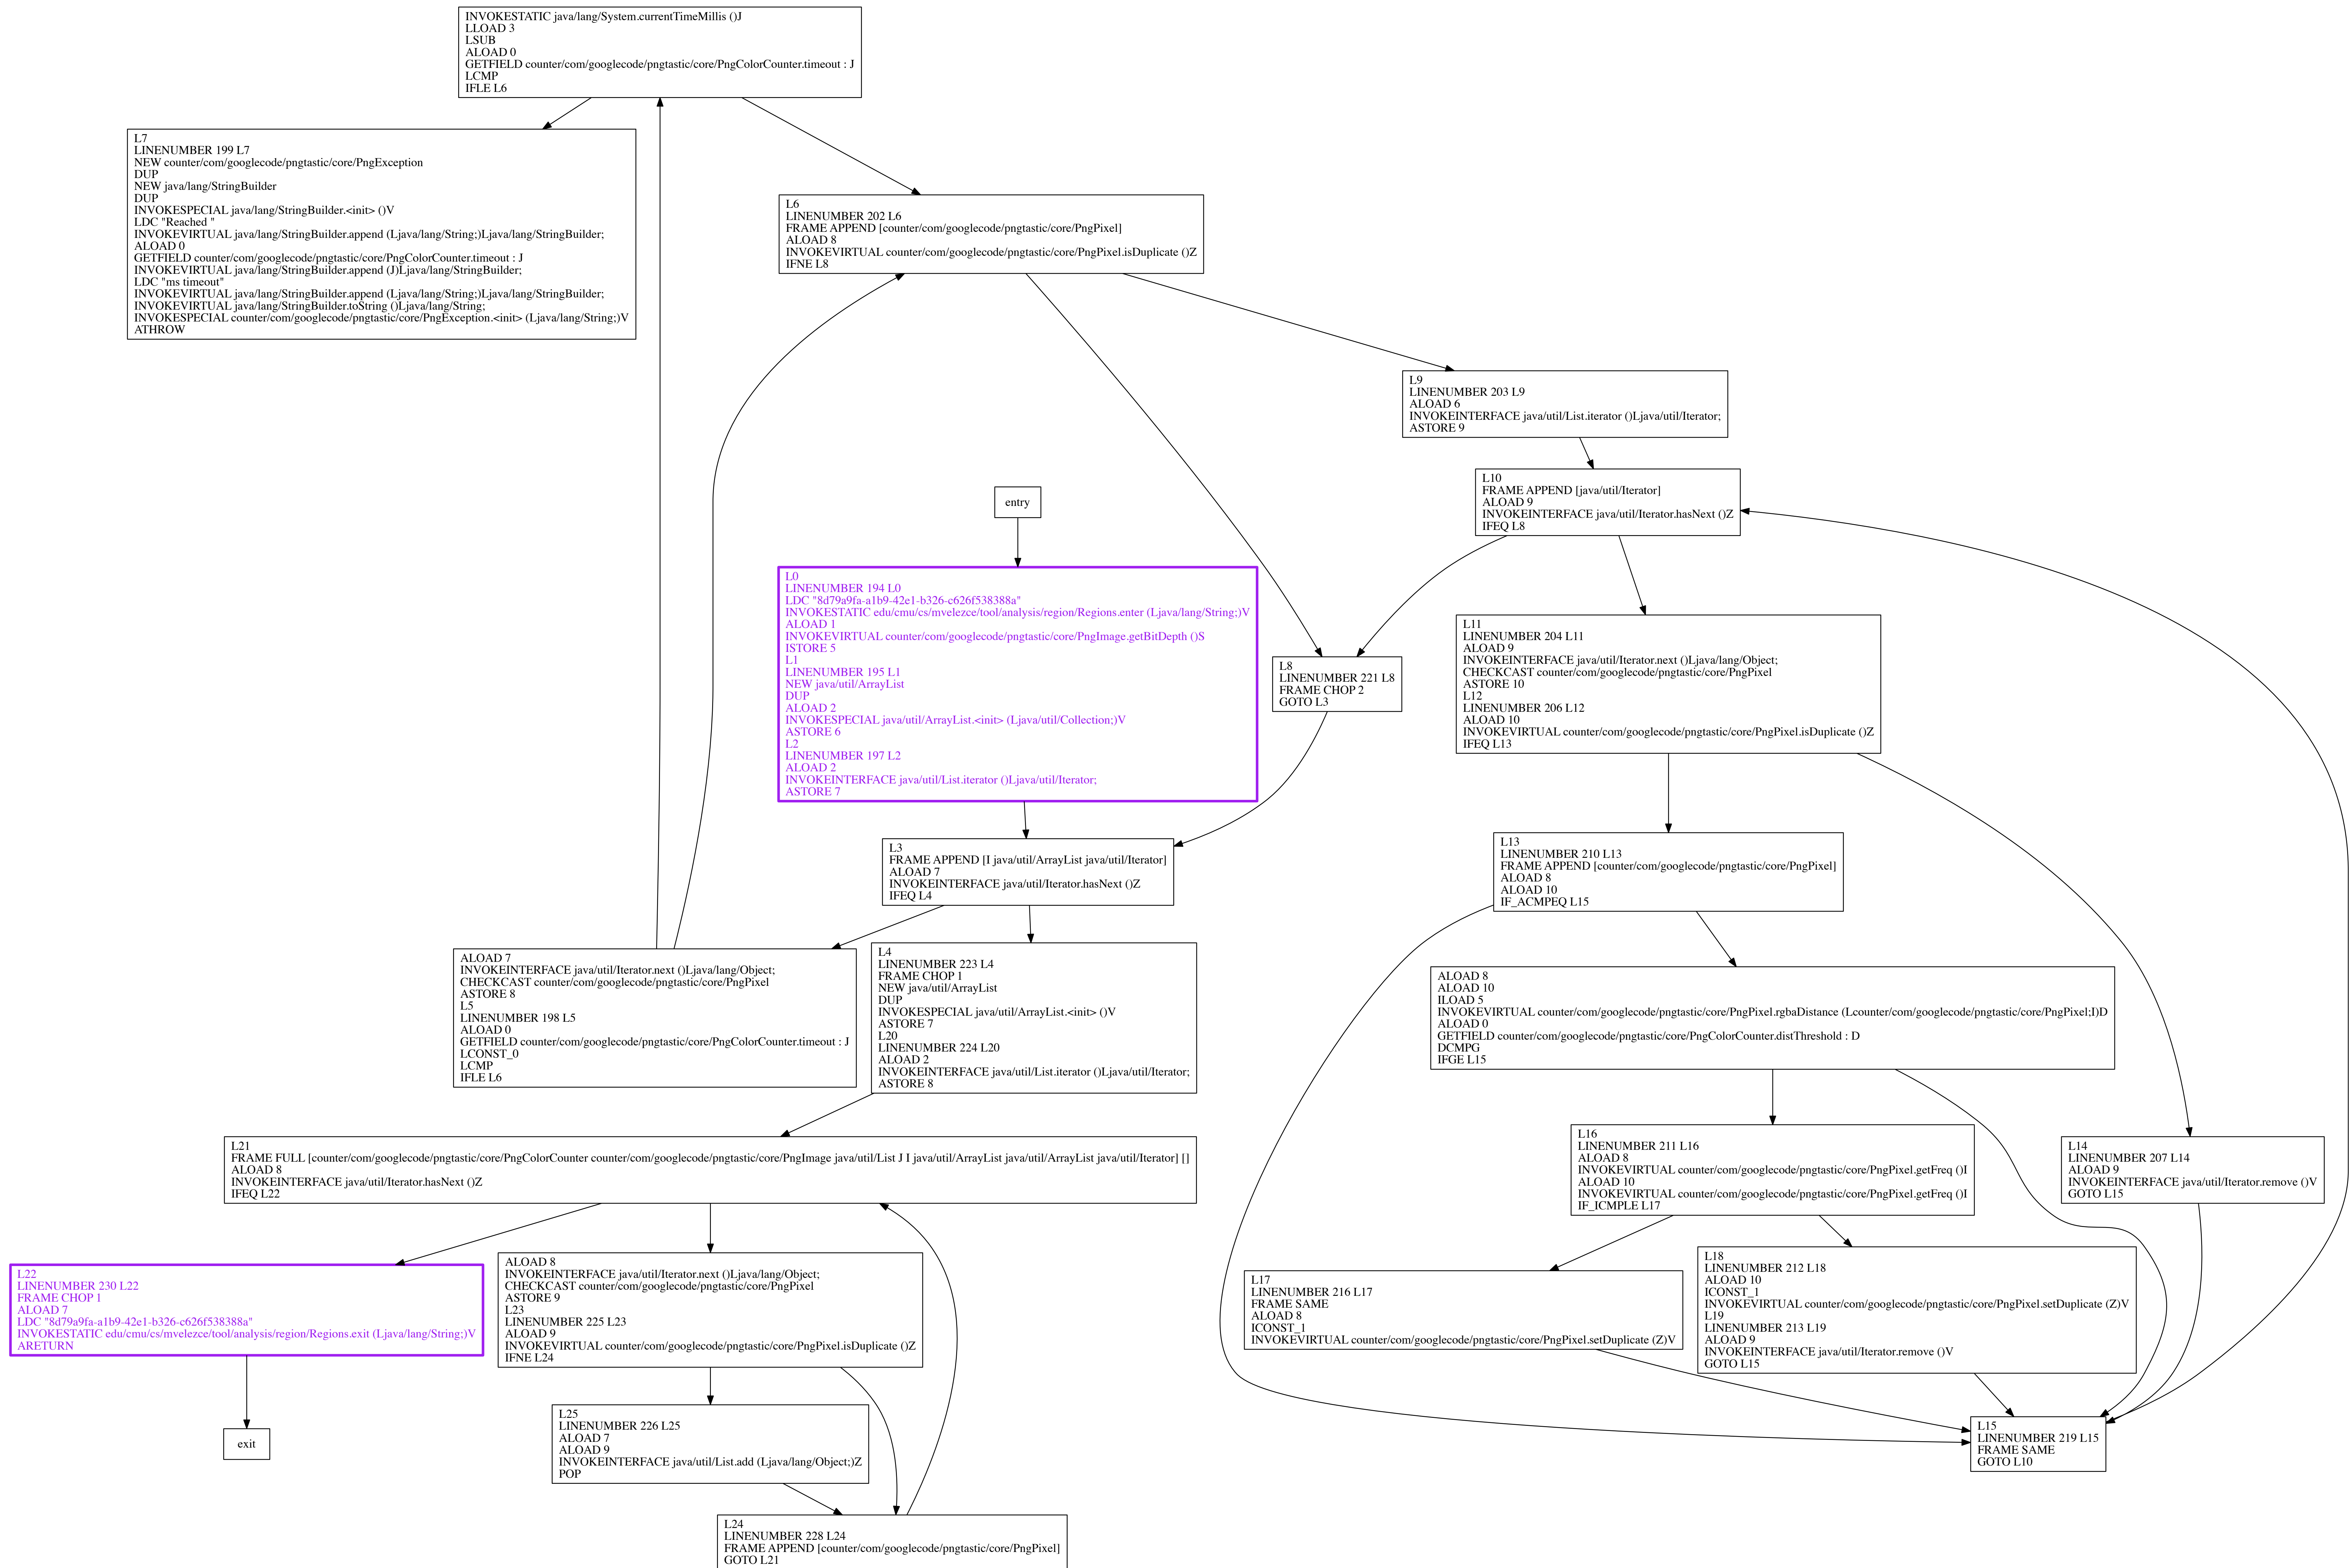 INVOKESTATIC java/lang/System.currentTimeMillis ()J
LLOAD 3
LSUB
ALOAD 0
GETFIELD counter/com/googlecode/pngtastic/core/PngColorCounter.timeout : J
LCMP
IFLE L6
L7
LINENUMBER 199 L7
NEW counter/com/googlecode/pngtastic/core/PngException
DUP
NEW java/lang/StringBuilder
DUP
INVOKESPECIAL java/lang/StringBuilder.<init> ()V
LDC "Reached "
INVOKEVIRTUAL java/lang/StringBuilder.append (Ljava/lang/String;)Ljava/lang/StringBuilder;
ALOAD 0
GETFIELD counter/com/googlecode/pngtastic/core/PngColorCounter.timeout : J
INVOKEVIRTUAL java/lang/StringBuilder.append (J)Ljava/lang/StringBuilder;
LDC "ms timeout"
INVOKEVIRTUAL java/lang/StringBuilder.append (Ljava/lang/String;)Ljava/lang/StringBuilder;
INVOKEVIRTUAL java/lang/StringBuilder.toString ()Ljava/lang/String;
INVOKESPECIAL counter/com/googlecode/pngtastic/core/PngException.<init> (Ljava/lang/String;)V
ATHROW
L6
LINENUMBER 202 L6
FRAME APPEND [counter/com/googlecode/pngtastic/core/PngPixel]
ALOAD 8
INVOKEVIRTUAL counter/com/googlecode/pngtastic/core/PngPixel.isDuplicate ()Z
IFNE L8
L9
LINENUMBER 203 L9
ALOAD 6
INVOKEINTERFACE java/util/List.iterator ()Ljava/util/Iterator;
ASTORE 9
L10
FRAME APPEND [java/util/Iterator]
ALOAD 9
INVOKEINTERFACE java/util/Iterator.hasNext ()Z
IFEQ L8
entry
L0
LINENUMBER 194 L0
LDC "8d79a9fa-a1b9-42e1-b326-c626f538388a"
INVOKESTATIC edu/cmu/cs/mvelezce/tool/analysis/region/Regions.enter (Ljava/lang/String;)V
ALOAD 1
INVOKEVIRTUAL counter/com/googlecode/pngtastic/core/PngImage.getBitDepth ()S
ISTORE 5
L1
LINENUMBER 195 L1
NEW java/util/ArrayList
DUP
ALOAD 2
INVOKESPECIAL java/util/ArrayList.<init> (Ljava/util/Collection;)V
ASTORE 6
L2
LINENUMBER 197 L2
ALOAD 2
INVOKEINTERFACE java/util/List.iterator ()Ljava/util/Iterator;
ASTORE 7
L8
LINENUMBER 221 L8
FRAME CHOP 2
GOTO L3
L11
LINENUMBER 204 L11
ALOAD 9
INVOKEINTERFACE java/util/Iterator.next ()Ljava/lang/Object;
CHECKCAST counter/com/googlecode/pngtastic/core/PngPixel
ASTORE 10
L12
LINENUMBER 206 L12
ALOAD 10
INVOKEVIRTUAL counter/com/googlecode/pngtastic/core/PngPixel.isDuplicate ()Z
IFEQ L13
L3
FRAME APPEND [I java/util/ArrayList java/util/Iterator]
ALOAD 7
INVOKEINTERFACE java/util/Iterator.hasNext ()Z
IFEQ L4
L13
LINENUMBER 210 L13
FRAME APPEND [counter/com/googlecode/pngtastic/core/PngPixel]
ALOAD 8
ALOAD 10
IF_ACMPEQ L15
ALOAD 7
INVOKEINTERFACE java/util/Iterator.next ()Ljava/lang/Object;
CHECKCAST counter/com/googlecode/pngtastic/core/PngPixel
ASTORE 8
L5
LINENUMBER 198 L5
ALOAD 0
GETFIELD counter/com/googlecode/pngtastic/core/PngColorCounter.timeout : J
LCONST_0
LCMP
IFLE L6
L4
LINENUMBER 223 L4
FRAME CHOP 1
NEW java/util/ArrayList
DUP
INVOKESPECIAL java/util/ArrayList.<init> ()V
ASTORE 7
L20
LINENUMBER 224 L20
ALOAD 2
INVOKEINTERFACE java/util/List.iterator ()Ljava/util/Iterator;
ASTORE 8
ALOAD 8
ALOAD 10
ILOAD 5
INVOKEVIRTUAL counter/com/googlecode/pngtastic/core/PngPixel.rgbaDistance (Lcounter/com/googlecode/pngtastic/core/PngPixel;I)D
ALOAD 0
GETFIELD counter/com/googlecode/pngtastic/core/PngColorCounter.distThreshold : D
DCMPG
IFGE L15
L21
FRAME FULL [counter/com/googlecode/pngtastic/core/PngColorCounter counter/com/googlecode/pngtastic/core/PngImage java/util/List J I java/util/ArrayList java/util/ArrayList java/util/Iterator] []
ALOAD 8
INVOKEINTERFACE java/util/Iterator.hasNext ()Z
IFEQ L22
L16
LINENUMBER 211 L16
ALOAD 8
INVOKEVIRTUAL counter/com/googlecode/pngtastic/core/PngPixel.getFreq ()I
ALOAD 10
INVOKEVIRTUAL counter/com/googlecode/pngtastic/core/PngPixel.getFreq ()I
IF_ICMPLE L17
L14
LINENUMBER 207 L14
ALOAD 9
INVOKEINTERFACE java/util/Iterator.remove ()V
GOTO L15
L22
LINENUMBER 230 L22
FRAME CHOP 1
ALOAD 7
LDC "8d79a9fa-a1b9-42e1-b326-c626f538388a"
INVOKESTATIC edu/cmu/cs/mvelezce/tool/analysis/region/Regions.exit (Ljava/lang/String;)V
ARETURN
ALOAD 8
INVOKEINTERFACE java/util/Iterator.next ()Ljava/lang/Object;
CHECKCAST counter/com/googlecode/pngtastic/core/PngPixel
ASTORE 9
L23
LINENUMBER 225 L23
ALOAD 9
INVOKEVIRTUAL counter/com/googlecode/pngtastic/core/PngPixel.isDuplicate ()Z
IFNE L24
L17
LINENUMBER 216 L17
FRAME SAME
ALOAD 8
ICONST_1
INVOKEVIRTUAL counter/com/googlecode/pngtastic/core/PngPixel.setDuplicate (Z)V
L18
LINENUMBER 212 L18
ALOAD 10
ICONST_1
INVOKEVIRTUAL counter/com/googlecode/pngtastic/core/PngPixel.setDuplicate (Z)V
L19
LINENUMBER 213 L19
ALOAD 9
INVOKEINTERFACE java/util/Iterator.remove ()V
GOTO L15
exit
L25
LINENUMBER 226 L25
ALOAD 7
ALOAD 9
INVOKEINTERFACE java/util/List.add (Ljava/lang/Object;)Z
POP
L15
LINENUMBER 219 L15
FRAME SAME
GOTO L10
L24
LINENUMBER 228 L24
FRAME APPEND [counter/com/googlecode/pngtastic/core/PngPixel]
GOTO L21